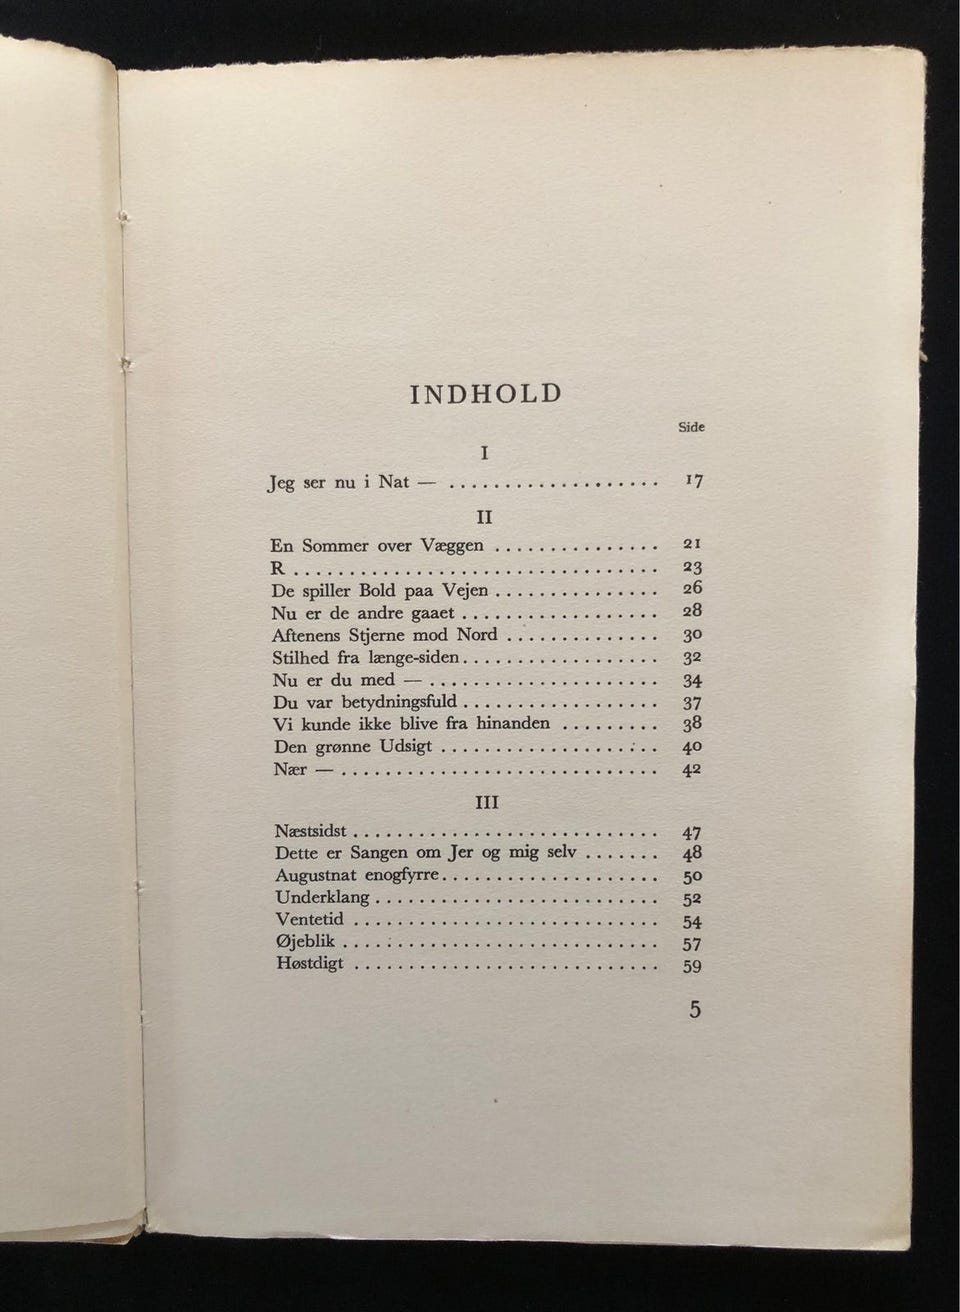 INDHOLD
Side
I
Jeg ser nu i Nat — . . . . . . . . . . . . . . . . . . . 17
II
En Sommer over Væggen . . . . . . . . . . . . . . . 21
R . . . . . . . . . . . . . . . . . . . . . . . . . . . . . . . . . 23
De spiller Bold paa Vejen . . . . . . . . . . . . . . . 26
Nu er de andre gaaet . . . . . . . . . . . . . . . . . . 28
Aftenens Stjerne mod Nord . . . . . . . . . . . . . . 30
Stilhed fra længe-siden . . . . . . . . . . . . . . . . . . 32
Nu er du med — . . . . . . . . . . . . . . . . . . . . . 34
Du var betydningsfuld . . . . . . . . . . . . . . . . . . 37
Vi kunde ikke blive fra hinanden . . . . . . . . . 38
Den grønne Udsigt . . . . . . . . . . . . . . . . . . . . 40
Nær — . . . . . . . . . . . . . . . . . . . . . . . . . . . . . 42
III
Næstsidst . . . . . . . . . . . . . . . . . . . . . . . . . . . . 47
Dette er Sangen om Jer og mig selv . . . . . . . 48
Augustnat enogfyrre . . . . . . . . . . . . . . . . . . . . 50
Underklang . . . . . . . . . . . . . . . . . . . . . . . . . . 52
Ventetid . . . . . . . . . . . . . . . . . . . . . . . . . . . . 54
Øjeblik . . . . . . . . . . . . . . . . . . . . . . . . . . . . . 57
Høstdigt . . . . . . . . . . . . . . . . . . . . . . . . . . . . 59
5